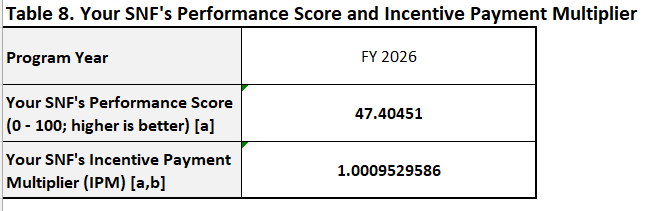 Table 8. Your SNF's Performance Score and Incentive Payment Multiplier
Program Year
FY 2026
Your SNF's Performance Score
(0 - 100; higher is better) [a]
47.40451
Your SNF's Incentive Payment
Multiplier (IPM) [a,b]
1.0009529586